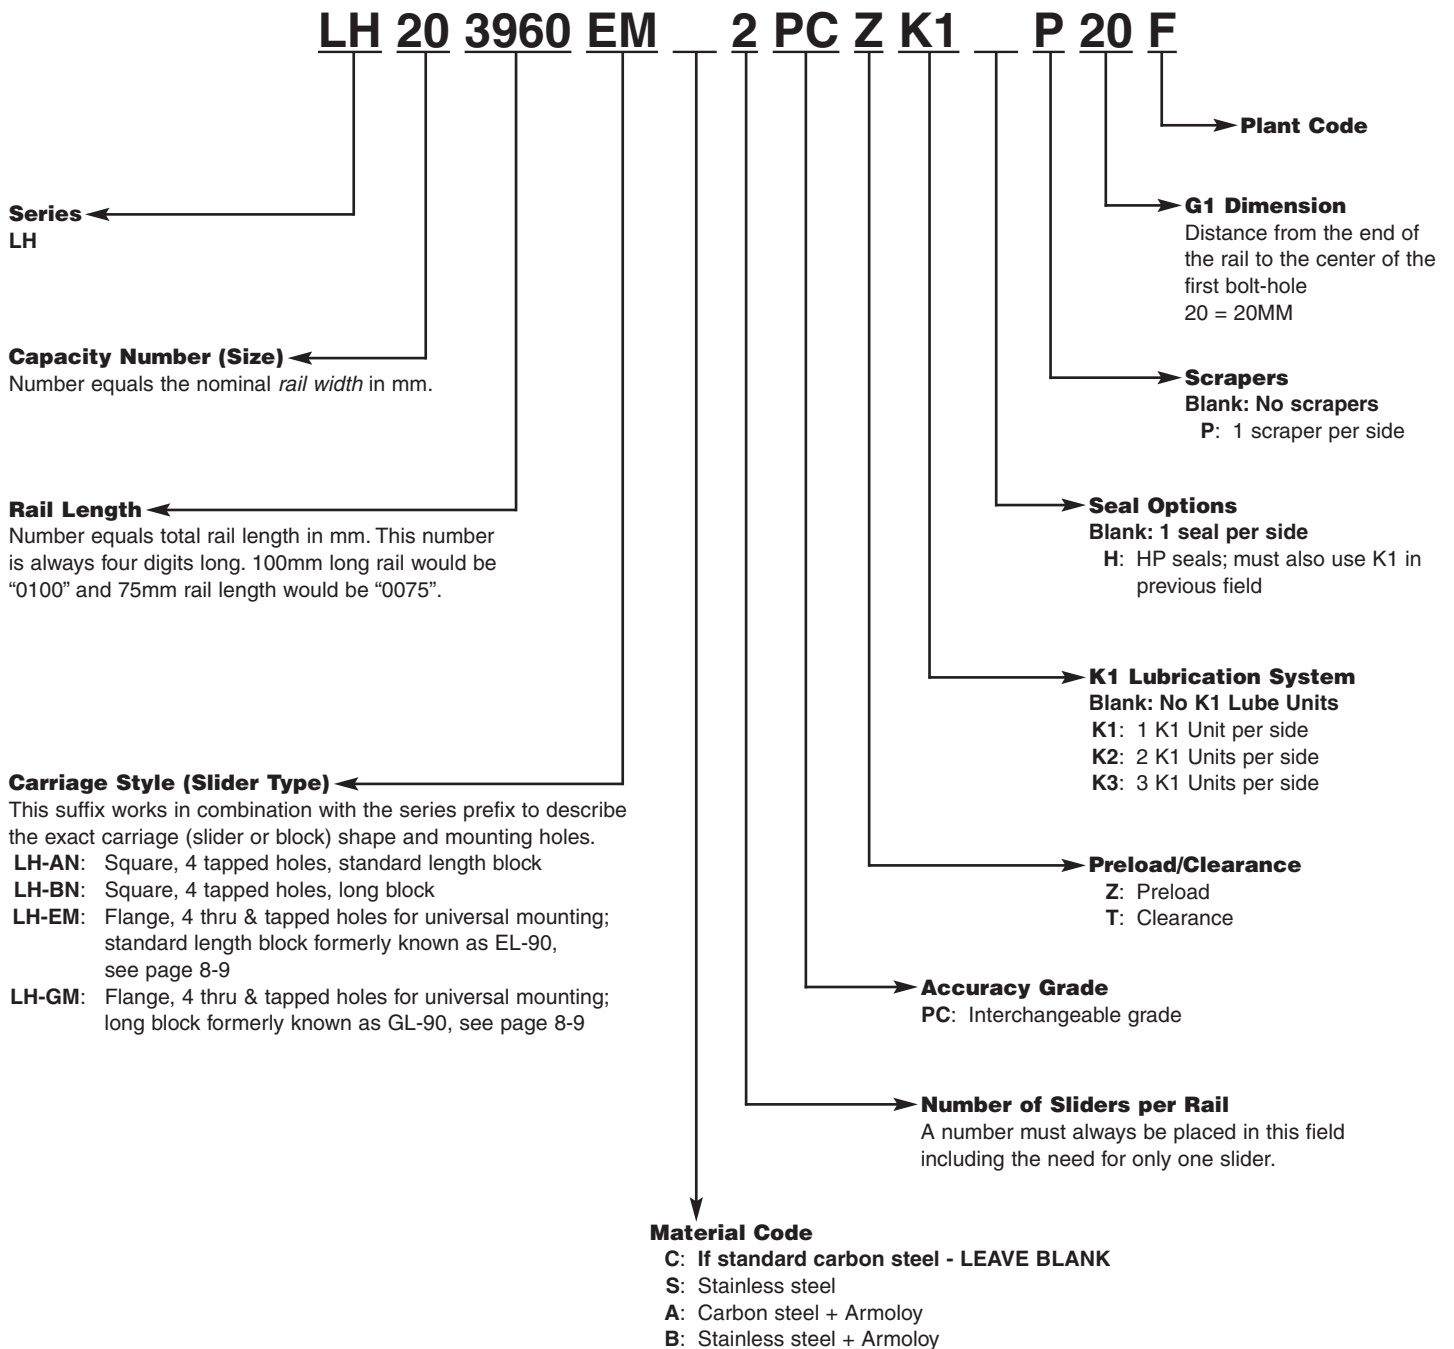 LH 20 3960 EM 2 PC Z K1 P 20 F
Plant Code
G1 Dimension
Distance from the end of
the rail to the center of the
first bolt-hole
20 = 20MM
Series
LH
Capacity Number (Size)
Number equals the nominal rail width in mm.
Scrapers
Blank: No scrapers
P: 1 scraper per side
Rail Length
Number equals total rail length in mm. This number
is always four digits long. 100mm long rail would be
“0100” and 75mm rail length would be “0075”.
Seal Options
Blank: 1 seal per side
H: HP seals; must also use K1 in
previous field
K1 Lubrication System
Blank: No K1 Lube Units
K1: 1 K1 Unit per side
K2: 2 K1 Units per side
K3: 3 K1 Units per side
Carriage Style (Slider Type)
This suffix works in combination with the series prefix to describe
the exact carriage (slider or block) shape and mounting holes.
LH-AN: Square, 4 tapped holes, standard length block
LH-BN: Square, 4 tapped holes, long block
LH-EM: Flange, 4 thru & tapped holes for universal mounting;
standard length block formerly known as EL-90,
see page 8-9
LH-GM: Flange, 4 thru & tapped holes for universal mounting;
long block formerly known as GL-90, see page 8-9
Preload/Clearance
Z: Preload
T: Clearance
Accuracy Grade
PC: Interchangeable grade
Number of Sliders per Rail
A number must always be placed in this field
including the need for only one slider.
Material Code
C: If standard carbon steel - LEAVE BLANK
S: Stainless steel
A: Carbon steel + Armoloy
B: Stainless steel + Armoloy